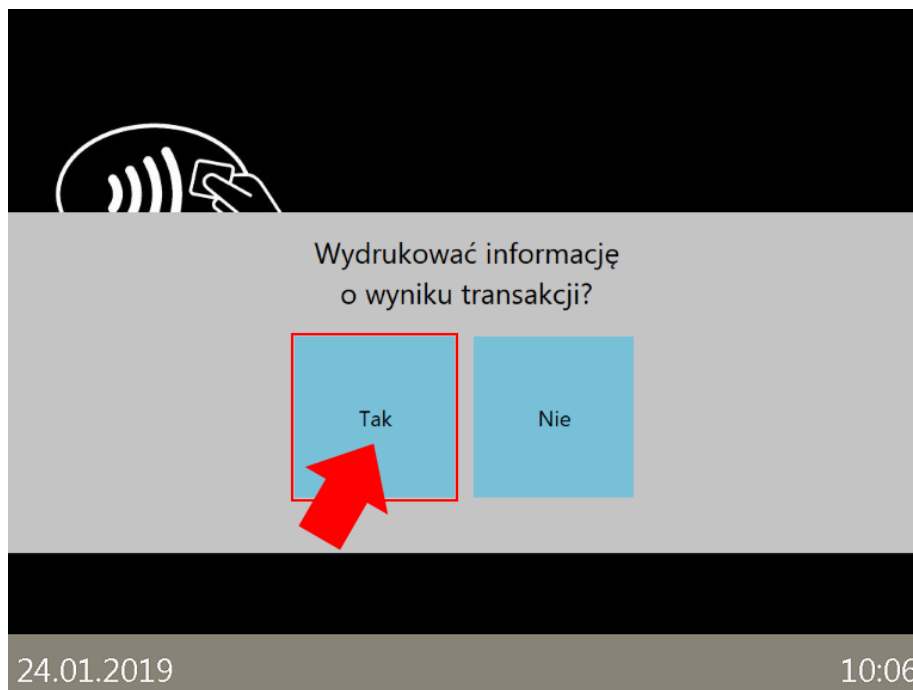 Wydrukować informację
o wyniku transakcji?
Tak Nie
24.01.2019 10:06